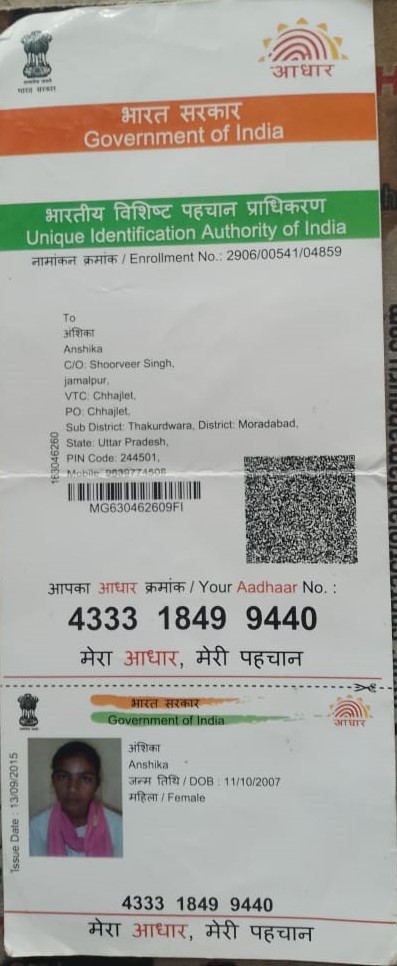 भारत सरकार
आधार
भारत सरकार
Government of India
भारतीय विशिष्ट पहचान प्राधिकरण
Unique Identification Authority of India
नामांकन क्रमांक / Enrollment No.: 2906/00541/04859
To
अंशिका
Anshika
C/O: Shoorveer Singh,
jamalpur,
VTC: Chhajlet,
PO: Chhajlet,
Sub District: Thakurdwara, District: Moradabad,
State: Uttar Pradesh,
PIN Code: 244501,
Mobile:
163046260
MG630462609FI
आपका आधार क्रमांक / Your Aadhaar No. :
4333 1849 9440
मेरा आधार, मेरी पहचान
भारत सरकार
Government of India
आधार
Issue Date : 13/09/2015
अंशिका
Anshika
जन्म तिथि / DOB : 11/10/2007
महिला / Female
4333 1849 9440
मेरा आधार, मेरी पहचान